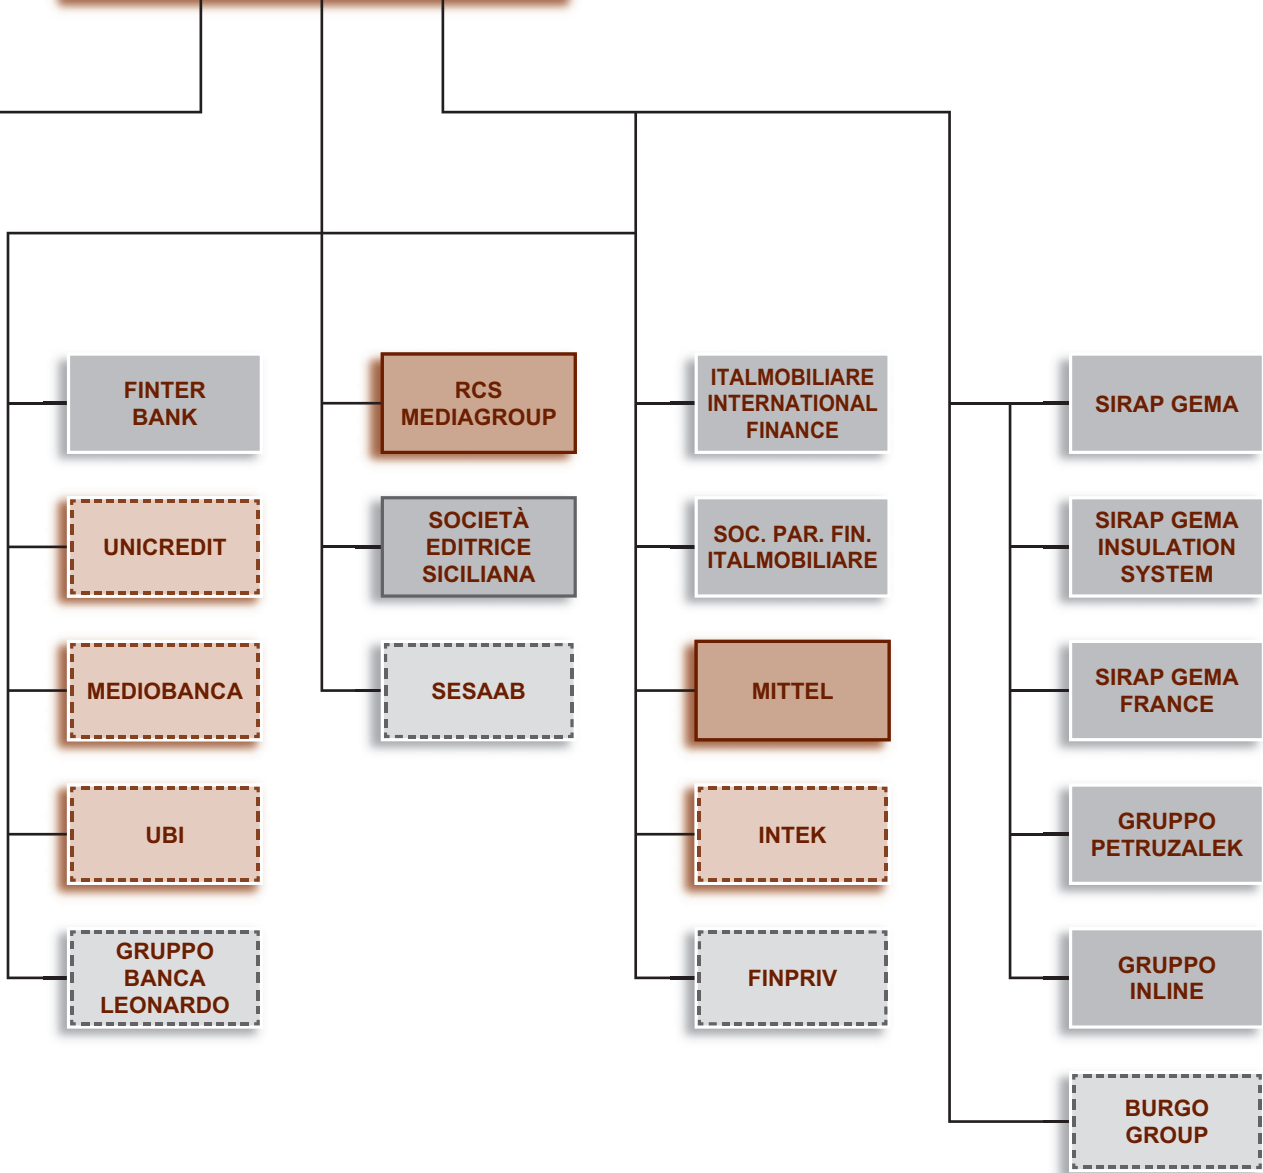 FINTER
BANK
UNICREDIT
MEDIOBANCA
UBI
GRUPPO
BANCA
LEONARDO
RCS
MEDIAGROUP
SOCIETÀ
EDITRICE
SICILIANA
SESAAB
ITALMOBILIARE
INTERNATIONAL
FINANCE
SOC. PAR. FIN.
ITALMOBILIARE
MITTEL
INTEK
FINPRIV
SIRAP GEMA
SIRAP GEMA
INSULATION
SYSTEM
SIRAP GEMA
FRANCE
GRUPPO
PETRUZALEK
GRUPPO
INLINE
BURGO
GROUP